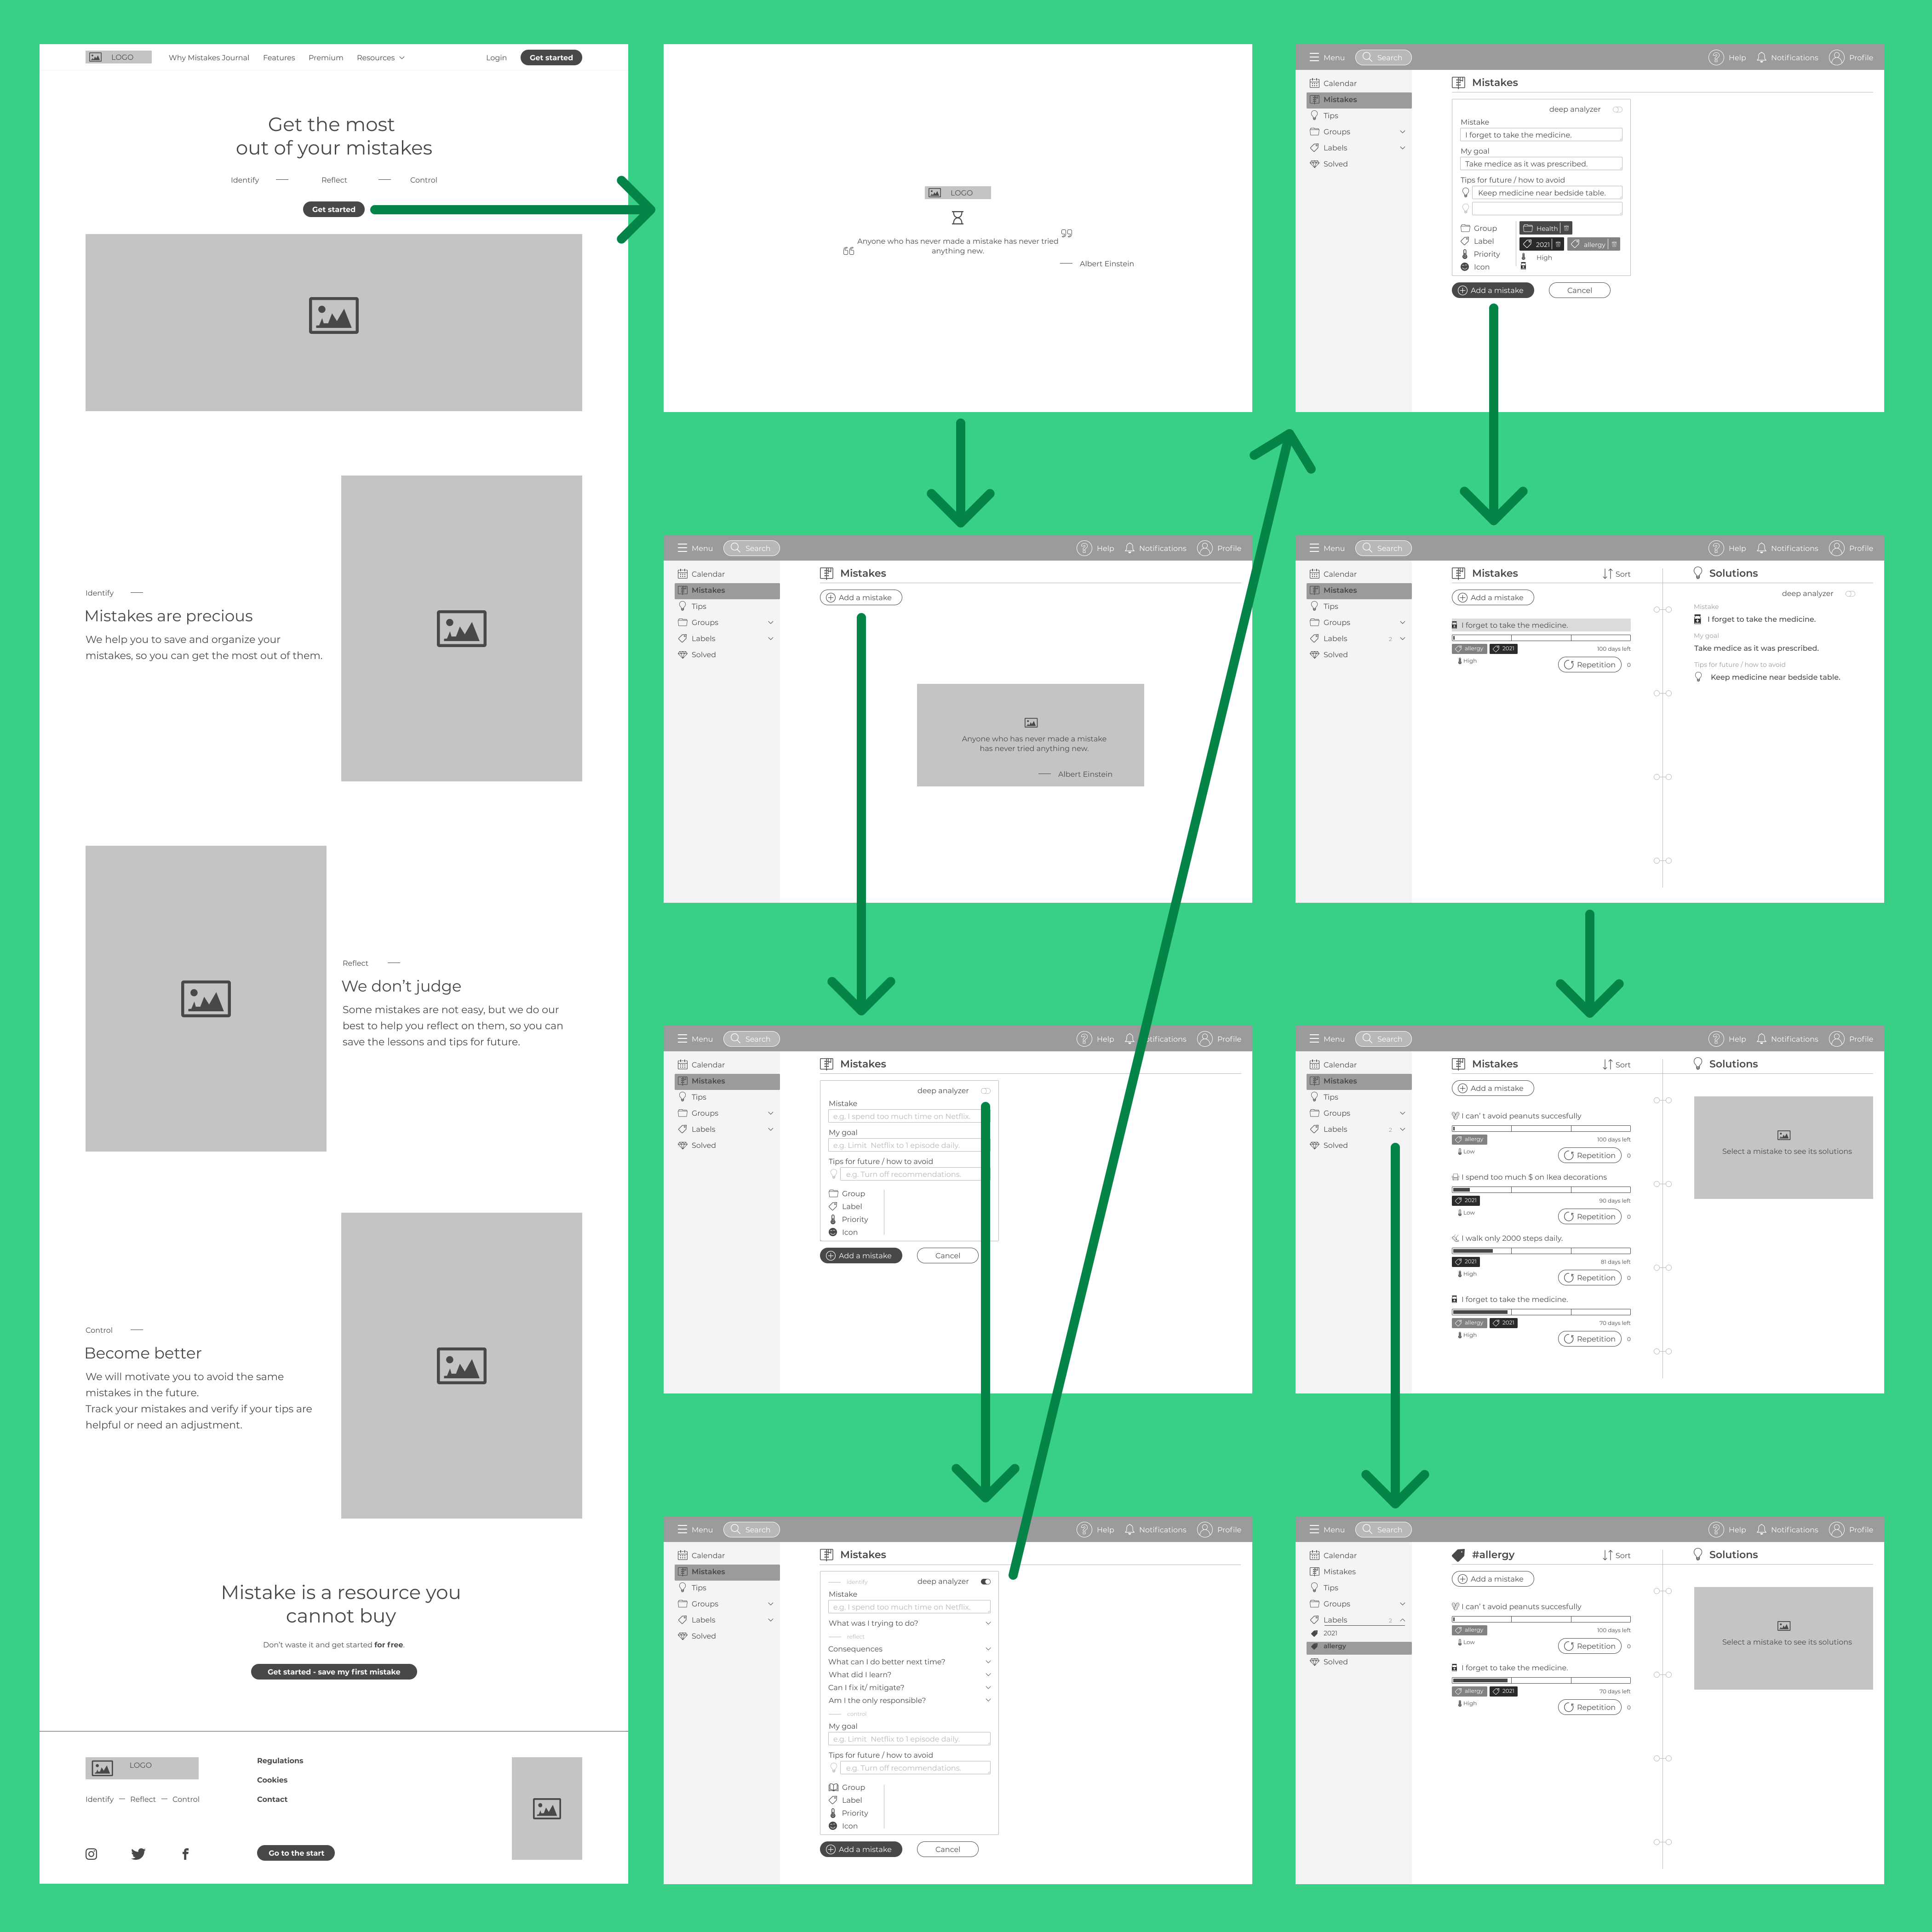 LOGO
Why Mistakes Journal
Features
Premium
Resources
Login
Get started
Get the most
out of your mistakes
Identify — Reflect — Control
Get started
Identify —
Mistakes are precious
We help you to save and organize your
mistakes, so you can get the most out of them.
Reflect —
We don't judge
Some mistakes are not easy, but we do our
best to help you reflect on them, so you can
save the lessons and tips for future.
Control —
Become better
We will motivate you to avoid the same
mistakes in the future.
Track your mistakes and verify if your tips are
helpful or need an adjustment.
Mistake is a resource you
cannot buy
Don't waste it and get started for free.
Get started - save my first mistake
LOGO
Identify — Reflect — Control
Regulations
Cookies
Contact
Go to the start
LOGO
Anyone who has never made a mistake has never tried
anything new.
— Albert Einstein
Menu
Search
Help
Notifications
Profile
Calendar
Mistakes
Tips
Groups
Labels
Solved
Mistakes
Add a mistake
Anyone who has never made a mistake
has never tried anything new.
— Albert Einstein
Menu
Search
Help
Notifications
Profile
Calendar
Mistakes
Tips
Groups
Labels
Solved
Mistakes
deep analyzer
Mistake
e.g. I spend too much time on Netflix.
My goal
e.g. Limit Netflix to 1 episode daily.
Tips for future / how to avoid
e.g. Turn off recommendations.
Group
Label
Priority
Icon
Add a mistake
Cancel
Menu
Search
Help
Notifications
Profile
Calendar
Mistakes
Tips
Groups
Labels
Solved
Mistakes
— identify
deep analyzer
Mistake
e.g. I spend too much time on Netflix.
What was I trying to do?
— reflect
Consequences
What can I do better next time?
What did I learn?
Can I fix it/ mitigate?
Am I the only responsible?
— control
My goal
e.g. Limit Netflix to 1 episode daily.
Tips for future / how to avoid
e.g. Turn off recommendations.
Group
Label
Priority
Icon
Add a mistake
Cancel
Menu
Search
Help
Notifications
Profile
Calendar
Mistakes
Tips
Groups
Labels
Solved
Mistakes
deep analyzer
Mistake
I forget to take the medicine.
My goal
Take medice as it was prescribed.
Tips for future / how to avoid
Keep medicine near bedside table.
Group
Health
Label
2021
allergy
Priority
High
Icon
Add a mistake
Cancel
Menu
Search
Help
Notifications
Profile
Calendar
Mistakes
Tips
Groups
Labels 2
Solved
Mistakes
Sort
Add a mistake
I forget to take the medicine.
allergy
2021
100 days left
High
Repetition 0
Solutions
deep analyzer
Mistake
I forget to take the medicine.
My goal
Take medice as it was prescribed.
Tips for future / how to avoid
Keep medicine near bedside table.
Menu
Search
Help
Notifications
Profile
Calendar
Mistakes
Tips
Groups
Labels 2
Solved
Mistakes
Sort
Add a mistake
I can' t avoid peanuts succesfully
allergy
100 days left
Low
Repetition 0
I spend too much $ on Ikea decorations
2021
90 days left
Low
Repetition 0
I walk only 2000 steps daily.
2021
81 days left
High
Repetition 0
I forget to take the medicine.
allergy
2021
70 days left
High
Repetition 0
Solutions
Select a mistake to see its solutions
Menu
Search
Help
Notifications
Profile
Calendar
Mistakes
Tips
Groups
Labels 2
2021
allergy
Solved
#allergy
Sort
Add a mistake
I can' t avoid peanuts succesfully
allergy
100 days left
Low
Repetition 0
I forget to take the medicine.
allergy
2021
70 days left
High
Repetition 0
Solutions
Select a mistake to see its solutions